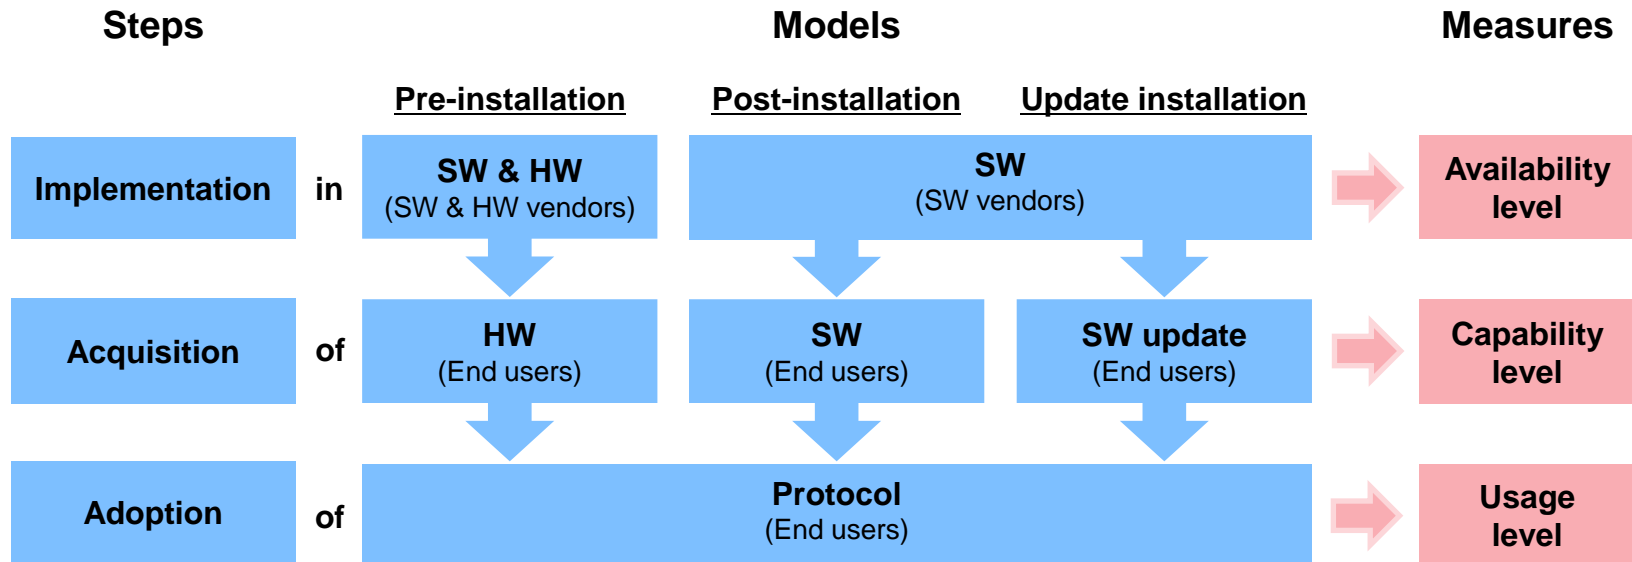 Steps
Models
Measures
Pre-installation
Post-installation
Update installation
Implementation
in
SW & HW
(SW & HW vendors)
SW
(SW vendors)
Availability
level
Acquisition
of
HW
(End users)
SW
(End users)
SW update
(End users)
Capability
level
Adoption
of
Protocol
(End users)
Usage
level